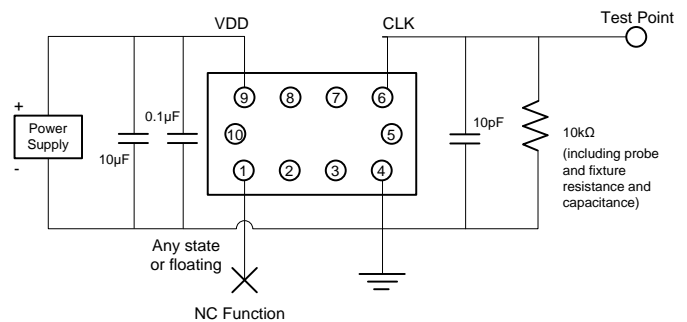 VDD
CLK
Test Point
+
Power
Supply
-
10µF
0.1µF
9
8
7
6
10
5
1
2
3
4
10pF
10kΩ
(including probe
and fixture
resistance and
capacitance)
Any state
or floating
NC Function